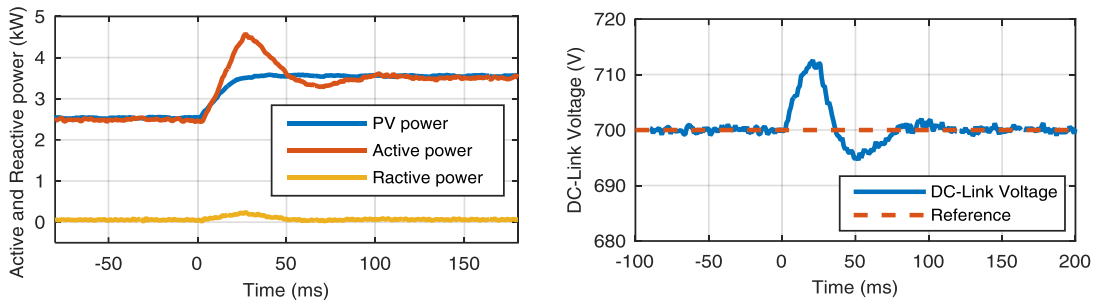 Active and Reactive power (kW)
5
4
3
2
1
0
-50
0
50
100
150
Time (ms)
PV power
Active power
Ractive power
DC-Link Voltage (V)
720
710
700
690
680
-100
-50
0
50
100
150
200
Time (ms)
DC-Link Voltage
Reference